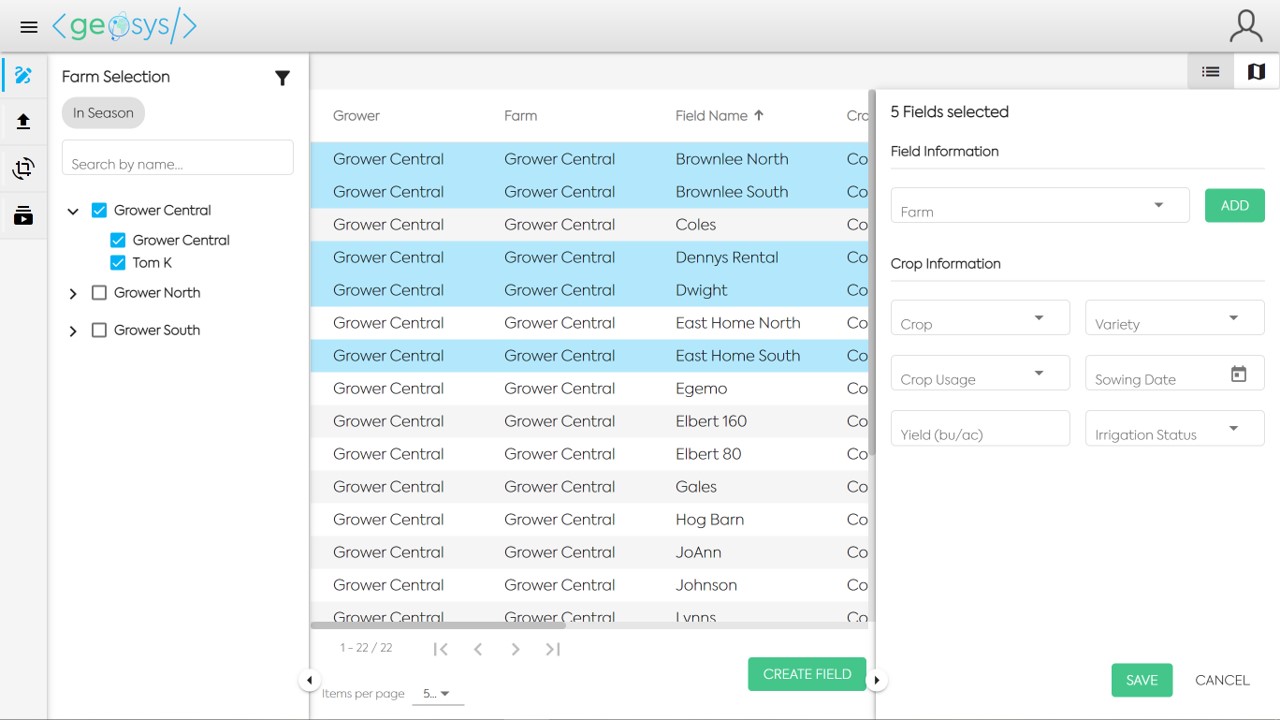 <geosys/>
Farm Selection
In Season
Search by name...
Grower Central
Grower Central
Tom K
Grower North
Grower South
Grower Farm Field Name Cro
Grower Central Grower Central Brownlee North Co
Grower Central Grower Central Brownlee South Co
Grower Central Grower Central Coles Co
Grower Central Grower Central Dennys Rental Co
Grower Central Grower Central Dwight Co
Grower Central Grower Central East Home North Co
Grower Central Grower Central East Home South Co
Grower Central Grower Central Egemo Co
Grower Central Grower Central Elbert 160 Co
Grower Central Grower Central Elbert 80 Co
Grower Central Grower Central Gales Co
Grower Central Grower Central Hog Barn Co
Grower Central Grower Central JoAnn Co
Grower Central Grower Central Johnson Co
Grower Central Grower Central Lynns Co
1 - 22 / 22
Items per page 5...
CREATE FIELD
5 Fields selected
Field Information
Farm ADD
Crop Information
Crop Variety
Crop Usage Sowing Date
Yield (bu/ac) Irrigation Status
SAVE CANCEL